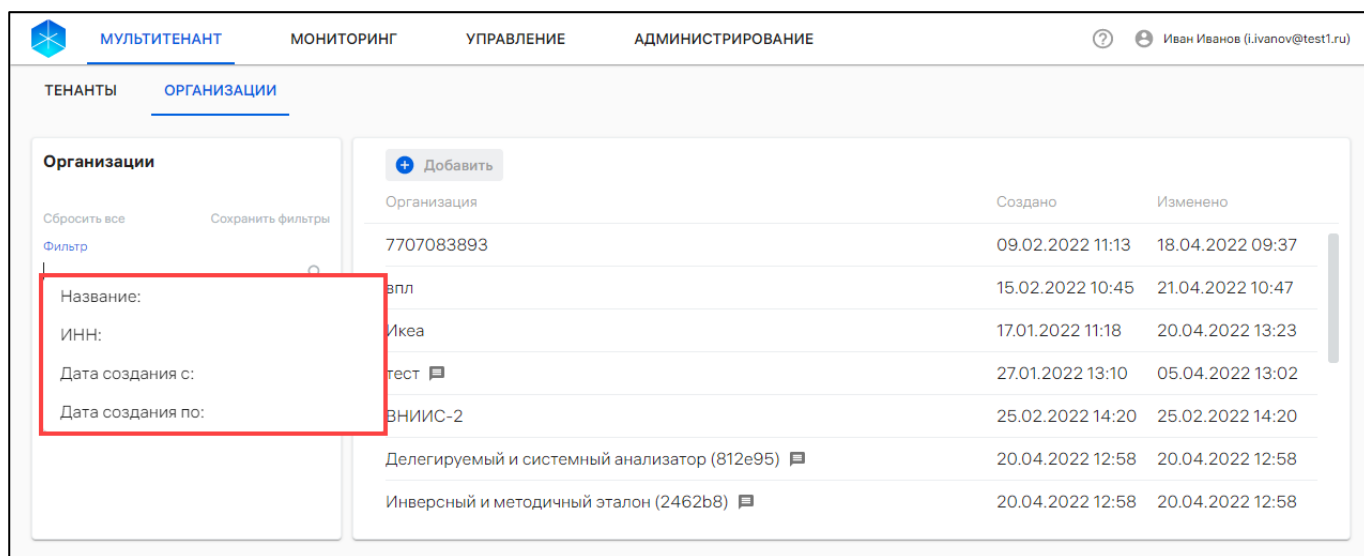 МУЛЬТИТЕНАНТ МОНИТОРИНГ УПРАВЛЕНИЕ АДМИНИСТРИРОВАНИЕ ? Иван Иванов (i.ivanov@test1.ru)
ТЕНАНТЫ ОРГАНИЗАЦИИ
Организации
Сбросить все Сохранить фильтры
Фильтр
Название:
ИНН:
Дата создания с:
Дата создания по:
Добавить
Организация Создано Изменено
7707083893 09.02.2022 11:13 18.04.2022 09:37
впл 15.02.2022 10:45 21.04.2022 10:47
Икеа 17.01.2022 11:18 20.04.2022 13:23
тест 27.01.2022 13:10 05.04.2022 13:02
ВНИИС-2 25.02.2022 14:20 25.02.2022 14:20
Делегируемый и системный анализатор (812e95) 20.04.2022 12:58 20.04.2022 12:58
Инверсный и методичный эталон (2462b8) 20.04.2022 12:58 20.04.2022 12:58